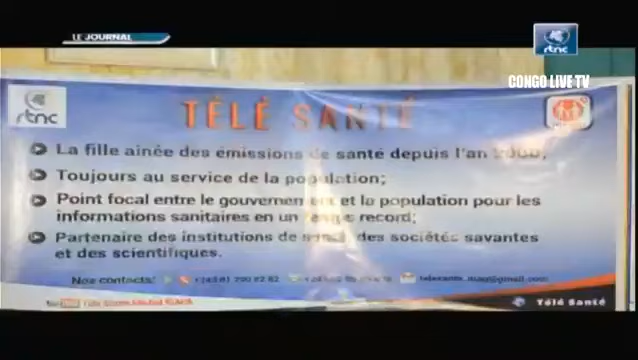 LE JOURNAL
rtnc
CONGO LIVE TV
rtnc
TÉLÉ SANTÉ
La fille ainée des émissions de santé depuis l'an 2000;
Toujours au service de la population;
Point focal entre le gouvernement et la population pour les
informations sanitaires en un temps record;
Partenaire des institutions de santé, des sociétés savantes
et des scientifiques.
Nos contacts:
Télé Santé